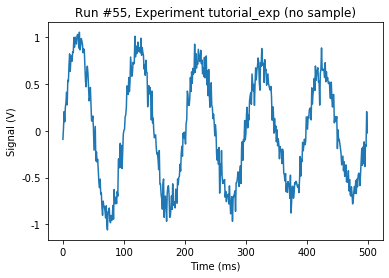 Run #55, Experiment tutorial_exp (no sample)
1
0.5
0
-0.5
-1
Signal (V)
0 100 200 300 400 500
Time (ms)